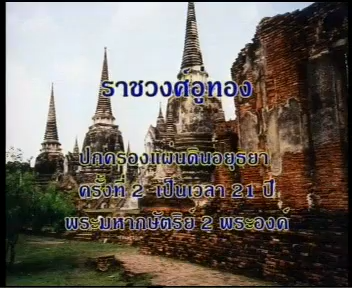 ราชวงศ์อู่ทอง
ปกครองแผ่นดินอยุธยา
ครั้งที่ 2 เป็นเวลา 21 ปี
พระมหากษัตริย์ 2 พระองค์